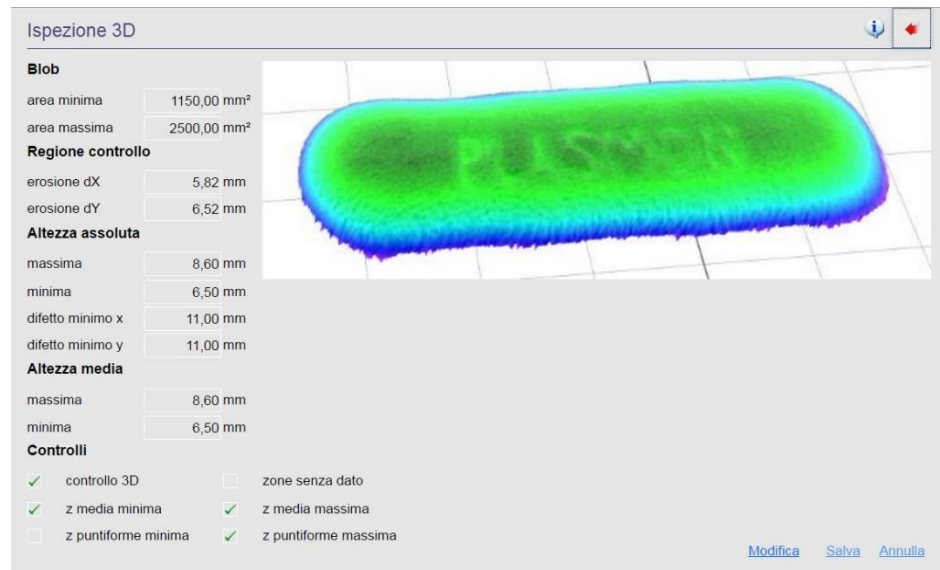 Ispezione 3D
Blob
area minima 1150,00 mm²
area massima 2500,00 mm²
Regione controllo
erosione dX 5,82 mm
erosione dY 6,52 mm
Altezza assoluta
massima 8,60 mm
minima 6,50 mm
difetto minimo x 11,00 mm
difetto minimo y 11,00 mm
Altezza media
massima 8,60 mm
minima 6,50 mm
Controlli
controllo 3D zone senza dato
z media minima z media massima
z puntiforme minima z puntiforme massima
Modifica Salva Annulla